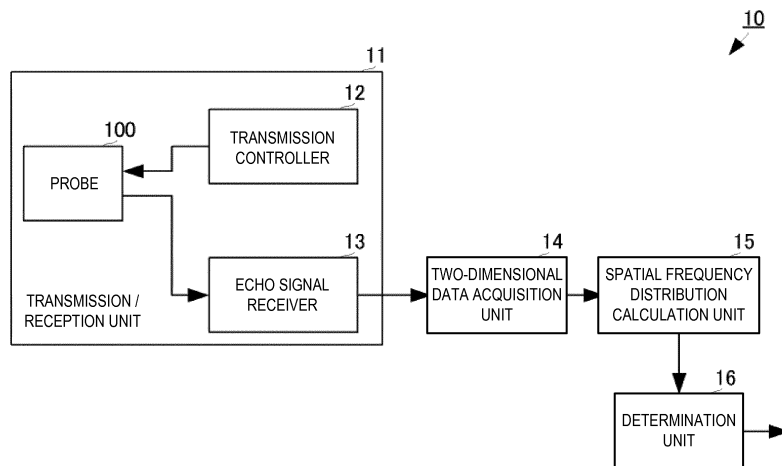 10
11
12
TRANSMISSION
CONTROLLER
100
PROBE
13
ECHO SIGNAL
RECEIVER
TRANSMISSION /
RECEPTION UNIT
14
TWO-DIMENSIONAL
DATA ACQUISITION
UNIT
15
SPATIAL FREQUENCY
DISTRIBUTION
CALCULATION UNIT
16
DETERMINATION
UNIT